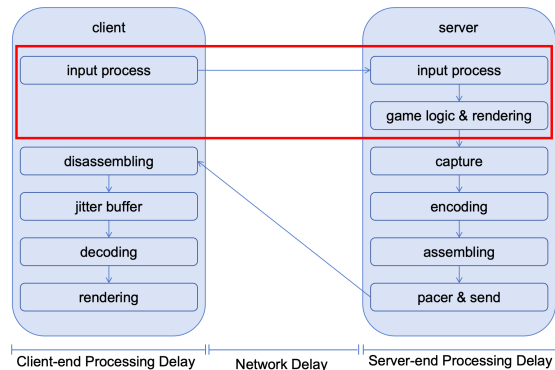 client
server
input process
input process
game logic & rendering
disassembling
capture
jitter buffer
encoding
decoding
assembling
rendering
pacer & send
Client-end Processing Delay
Network Delay
Server-end Processing Delay